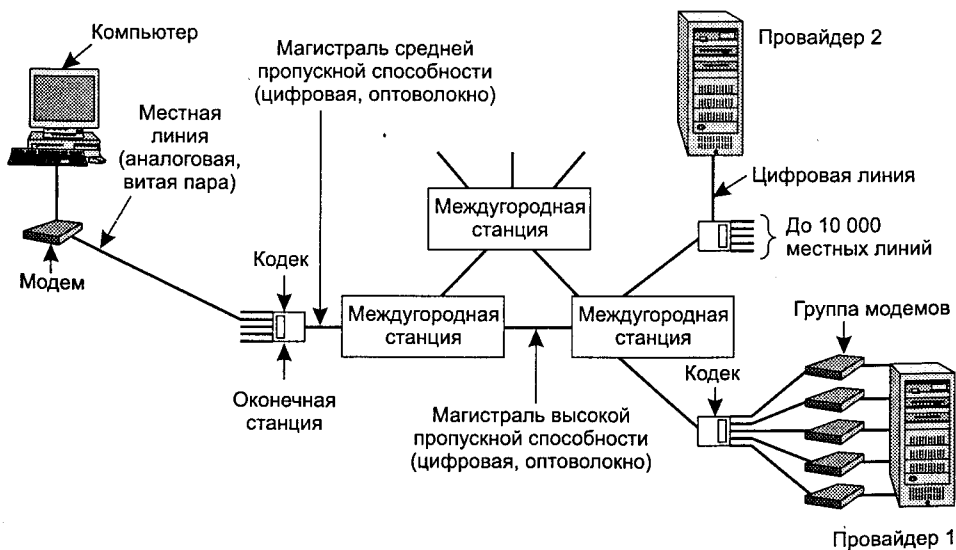 Компьютер
Магистраль средней
пропускной способности
(цифровая, оптоволокно)
Провайдер 2
Местная
линия
(аналоговая,
витая пара)
Цифровая линия
Междугородная
станция
До 10 000
местных линий
Модем
Кодек
Междугородная
станция
Междугородная
станция
Группа модемов
Оконечная
станция
Кодек
Магистраль высокой
пропускной способности
(цифровая, оптоволокно)
Провайдер 1